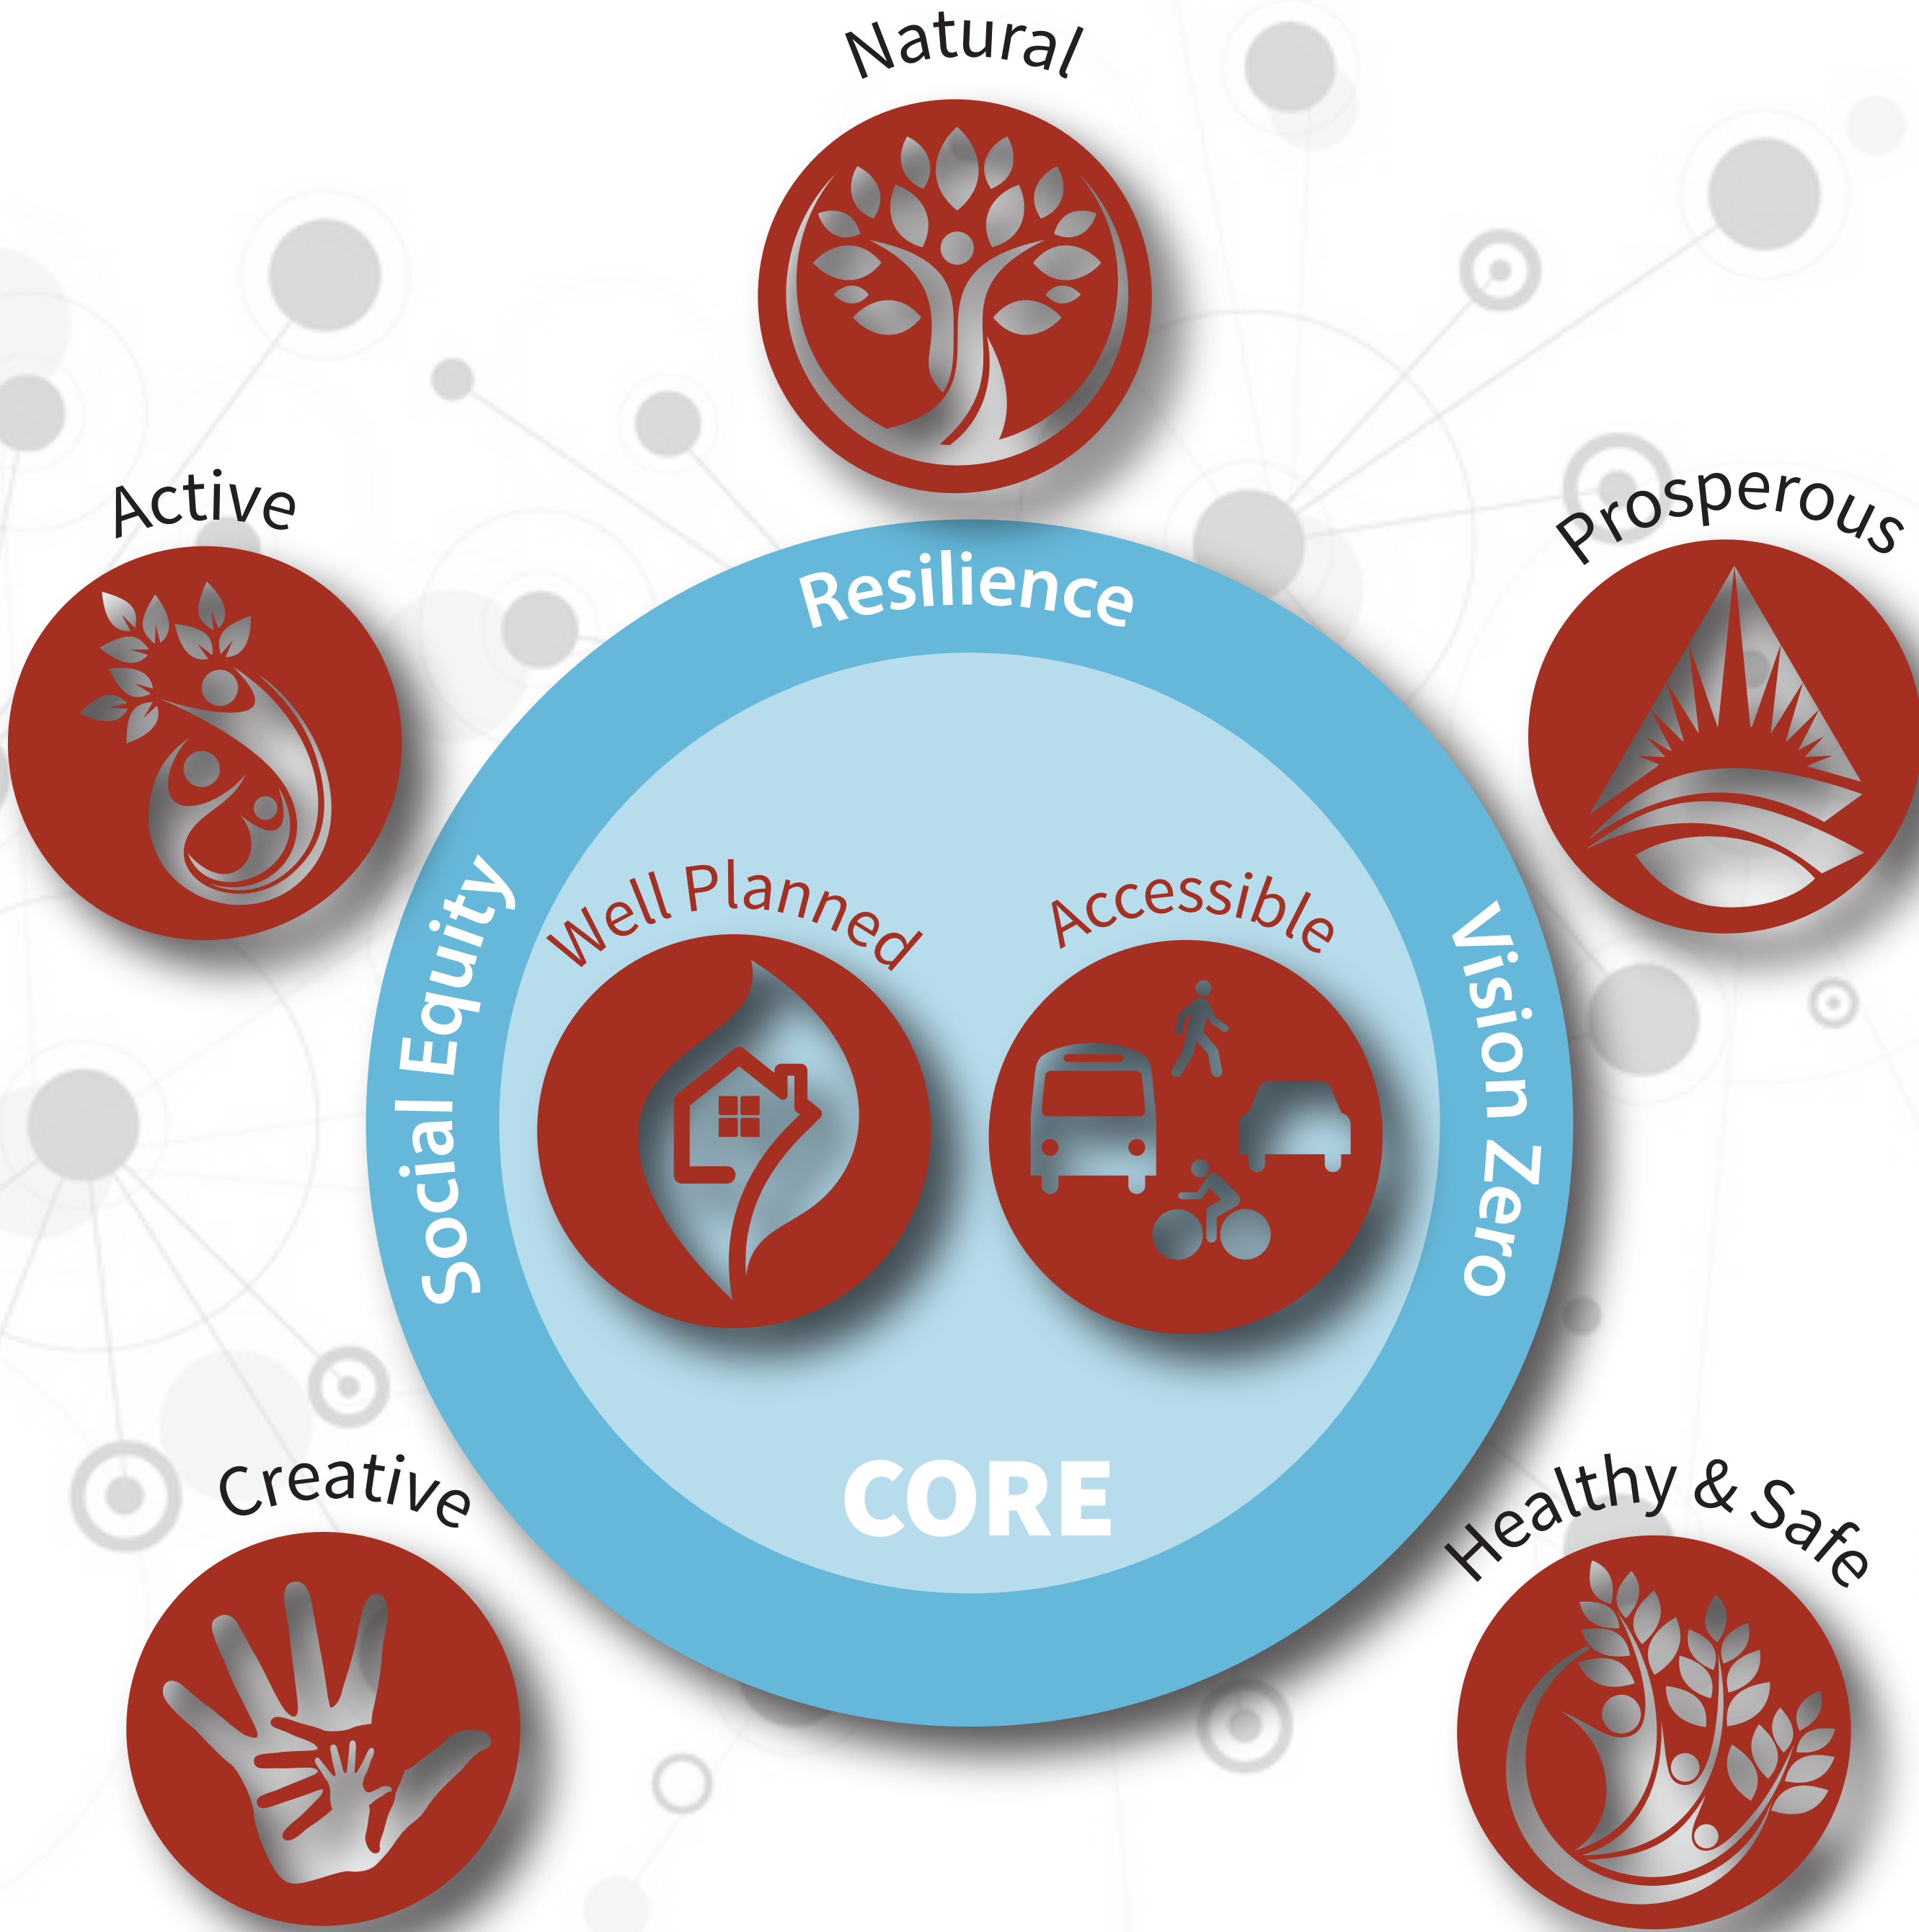 Natural
Active
Prosperous
Resilience
Social Equity
Vision Zero
Well Planned
Accessible
CORE
Creative
Healthy & Safe